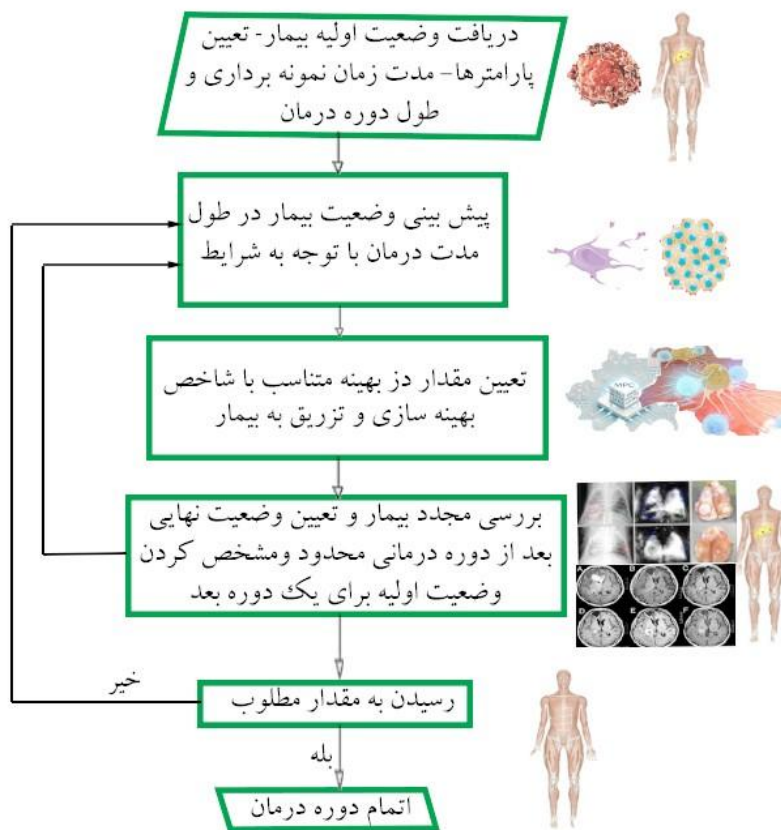 دریافت وضعیت اولیه بیمار- تعیین
پارامترها- مدت زمان نمونه برداری و
طول دوره درمان
پیش بینی وضعیت بیمار در طول
مدت درمان با توجه به شرایط
تعیین مقدار دز بهینه متناسب با شاخص
بهینه سازی و تزریق به بیمار
MPC
بررسی مجدد بیمار و تعیین وضعیت نهایی
بعد از دوره درمانی محدود ومشخص کردن
وضعیت اولیه برای یک دوره بعد
A B C
D E F
خیر
رسیدن به مقدار مطلوب
بله
اتمام دوره درمان